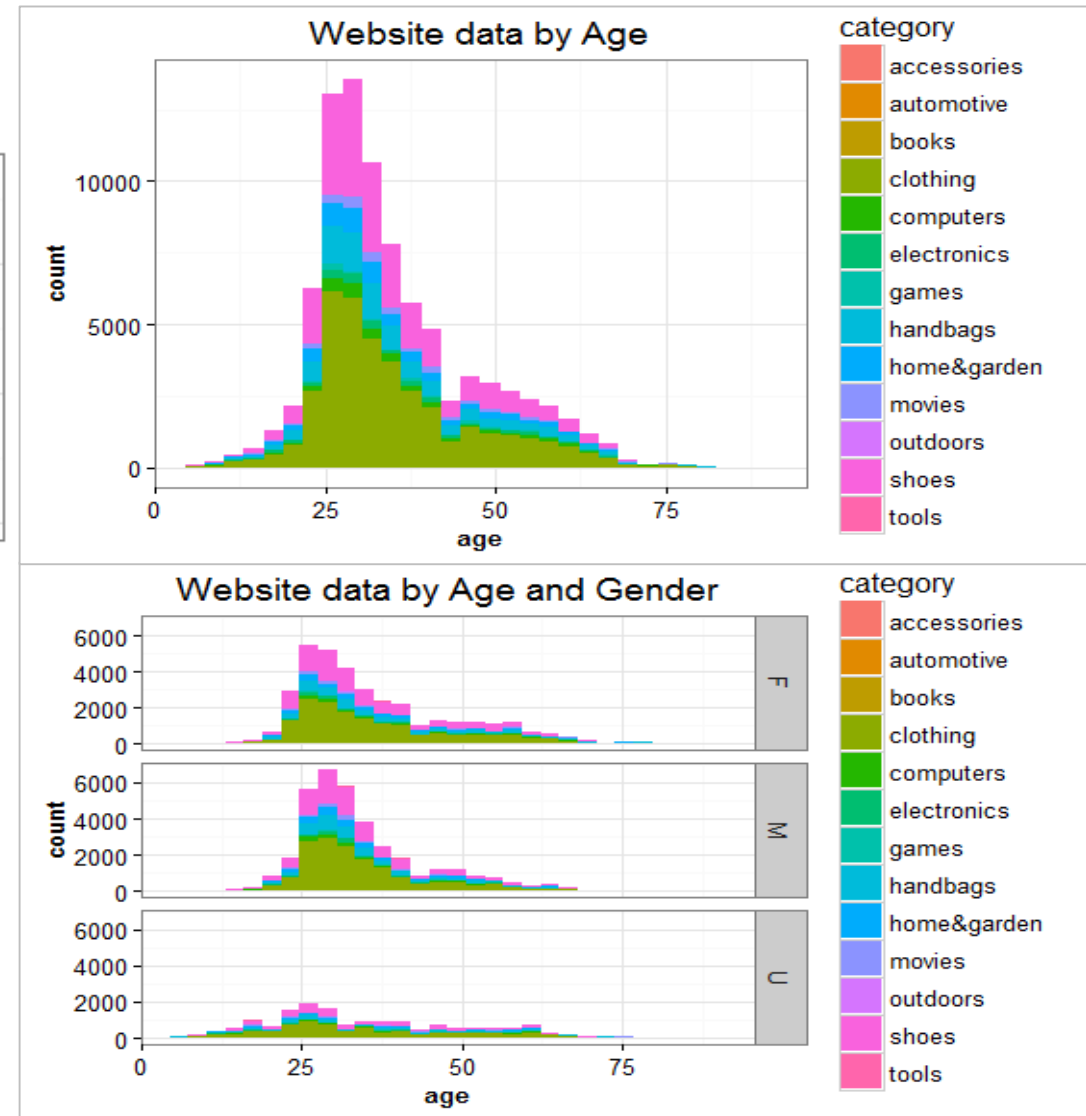 Website data by Age
count
10000
5000
0
0
25
50
75
age
category
accessories
automotive
books
clothing
computers
electronics
games
handbags
home&garden
movies
outdoors
shoes
tools
Website data by Age and Gender
count
6000
4000
2000
0
F
6000
4000
2000
0
M
6000
4000
2000
0
U
0
25
50
75
age
category
accessories
automotive
books
clothing
computers
electronics
games
handbags
home&garden
movies
outdoors
shoes
tools